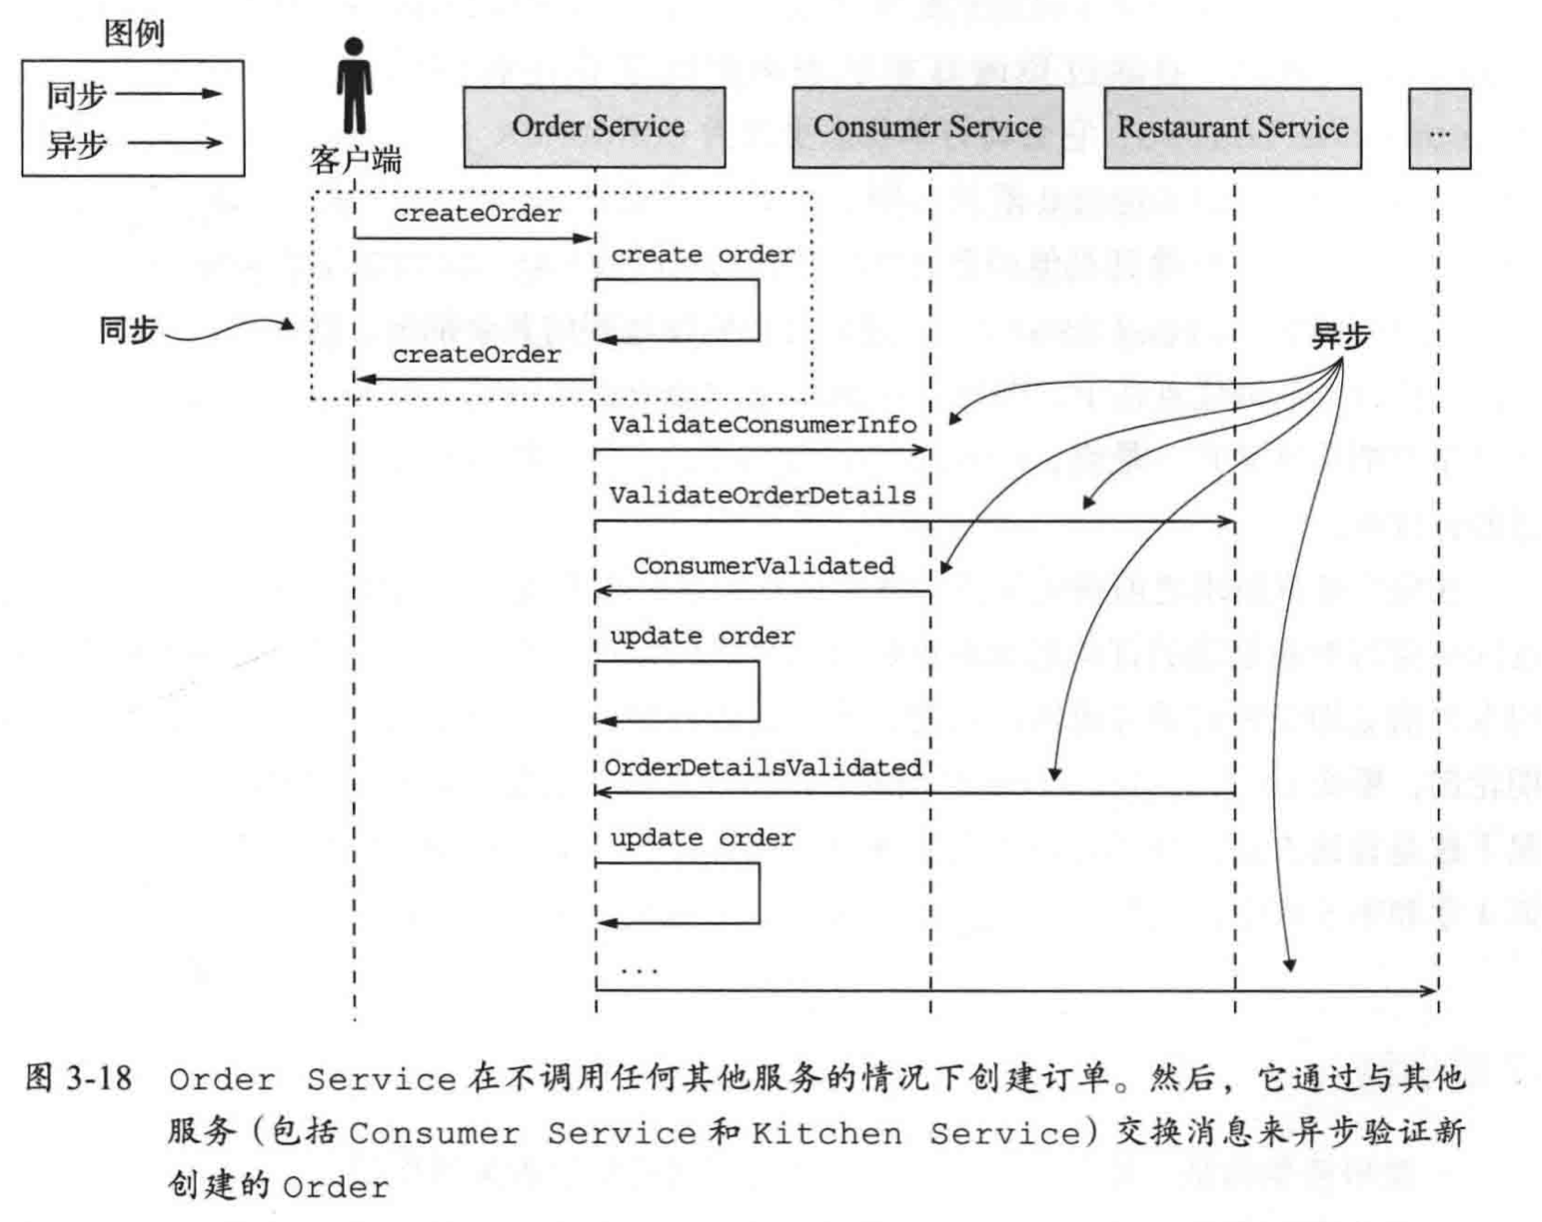 图例
同步
异步
客户端
Order Service
Consumer Service
Restaurant Service
...
createOrder
create order
同步
createOrder
异步
ValidateConsumerInfo
ValidateOrderDetails
ConsumerValidated
update order
OrderDetailsValidated
update order
...
图 3-18 Order Service 在不调用任何其他服务的情况下创建订单。然后，它通过与其他
服务（包括 Consumer Service 和 Kitchen Service）交换消息来异步验证新
创建的 Order